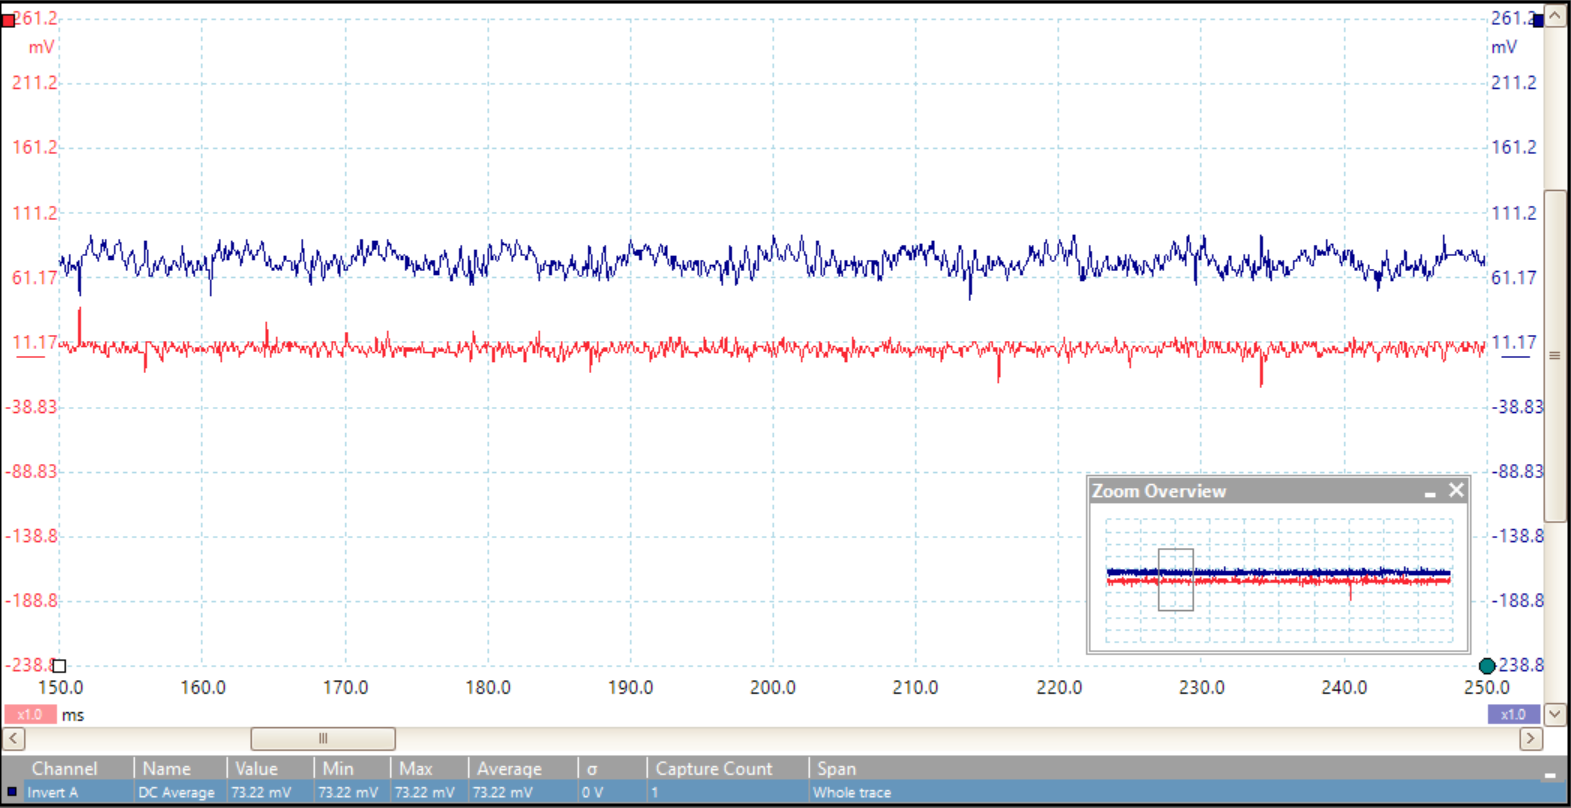 261.2 261.2
mV mV
211.2 211.2
161.2 161.2
111.2 111.2
61.17 61.17
11.17 11.17
-38.83 -38.83
-88.83 -88.83
Zoom Overview
-138.8 -138.8
-188.8 -188.8
-238.8 -238.8
150.0 160.0 170.0 180.0 190.0 200.0 210.0 220.0 230.0 240.0 250.0
x1.0 ms x1.0
Channel Name Value Min Max Average σ Capture Count Span
Invert A DC Average 73.22 mV 73.22 mV 73.22 mV 73.22 mV 0 V 1 Whole trace